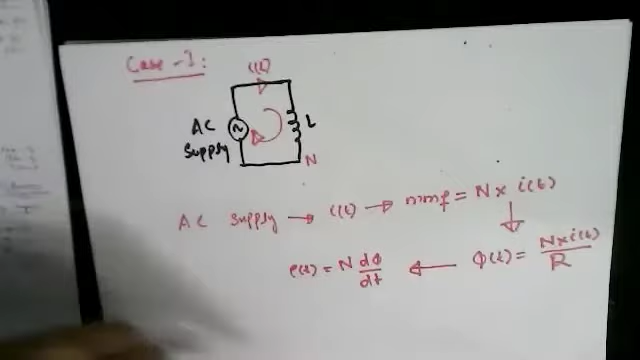 Case-1:
i(t)
AC
Supply
~
L
N
AC Supply → i(t) → mmf = N x i(t)
↓
e(t) = N dφ/dt ← φ(t) = N x i(t)/R